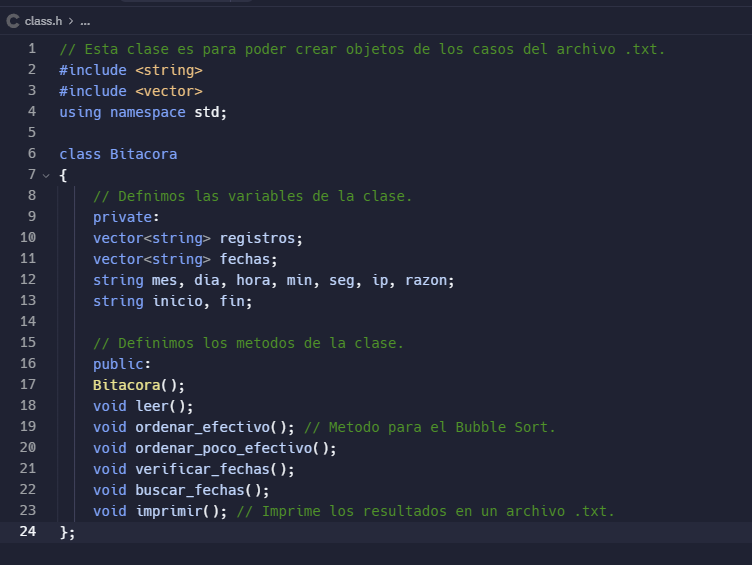 class.h > ...
1 // Esta clase es para poder crear objetos de los casos del archivo .txt.
2 #include <string>
3 #include <vector>
4 using namespace std;
5
6 class Bitacora
7 {
8 // Defnimos las variables de la clase.
9 private:
10 vector<string> registros;
11 vector<string> fechas;
12 string mes, dia, hora, min, seg, ip, razon;
13 string inicio, fin;
14
15 // Definimos los metodos de la clase.
16 public:
17 Bitacora();
18 void leer();
19 void ordenar_efectivo(); // Metodo para el Bubble Sort.
20 void ordenar_poco_efectivo();
21 void verificar_fechas();
22 void buscar_fechas();
23 void imprimir(); // Imprime los resultados en un archivo .txt.
24 };